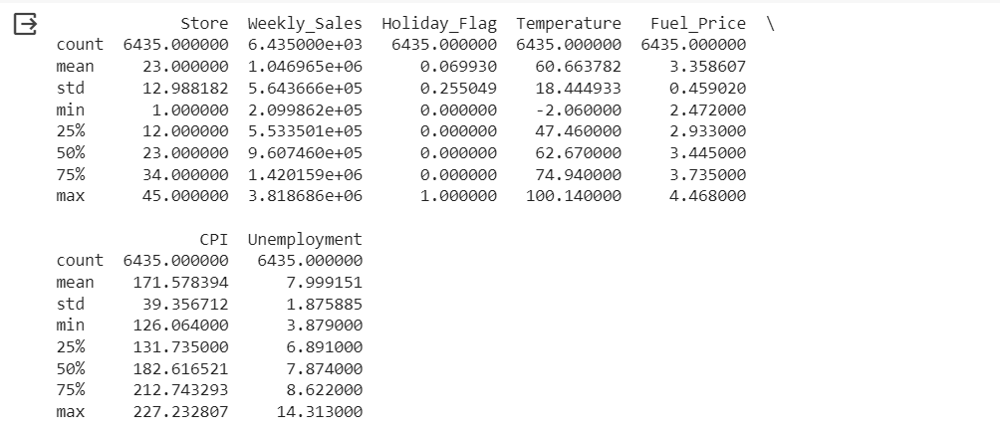 Store Weekly_Sales Holiday_Flag Temperature Fuel_Price \
count 6435.000000 6.435000e+03 6435.000000 6435.000000 6435.000000
mean 23.000000 1.046965e+06 0.069930 60.663782 3.358607
std 12.988182 5.643666e+05 0.255049 18.444933 0.459020
min 1.000000 2.099862e+05 0.000000 -2.060000 2.472000
25% 12.000000 5.533501e+05 0.000000 47.460000 2.933000
50% 23.000000 9.607460e+05 0.000000 62.670000 3.445000
75% 34.000000 1.420159e+06 0.000000 74.940000 3.735000
max 45.000000 3.818686e+06 1.000000 100.140000 4.468000
CPI Unemployment
count 6435.000000 6435.000000
mean 171.578394 7.999151
std 39.356712 1.875885
min 126.064000 3.879000
25% 131.735000 6.891000
50% 182.616521 7.874000
75% 212.743293 8.622000
max 227.232807 14.313000